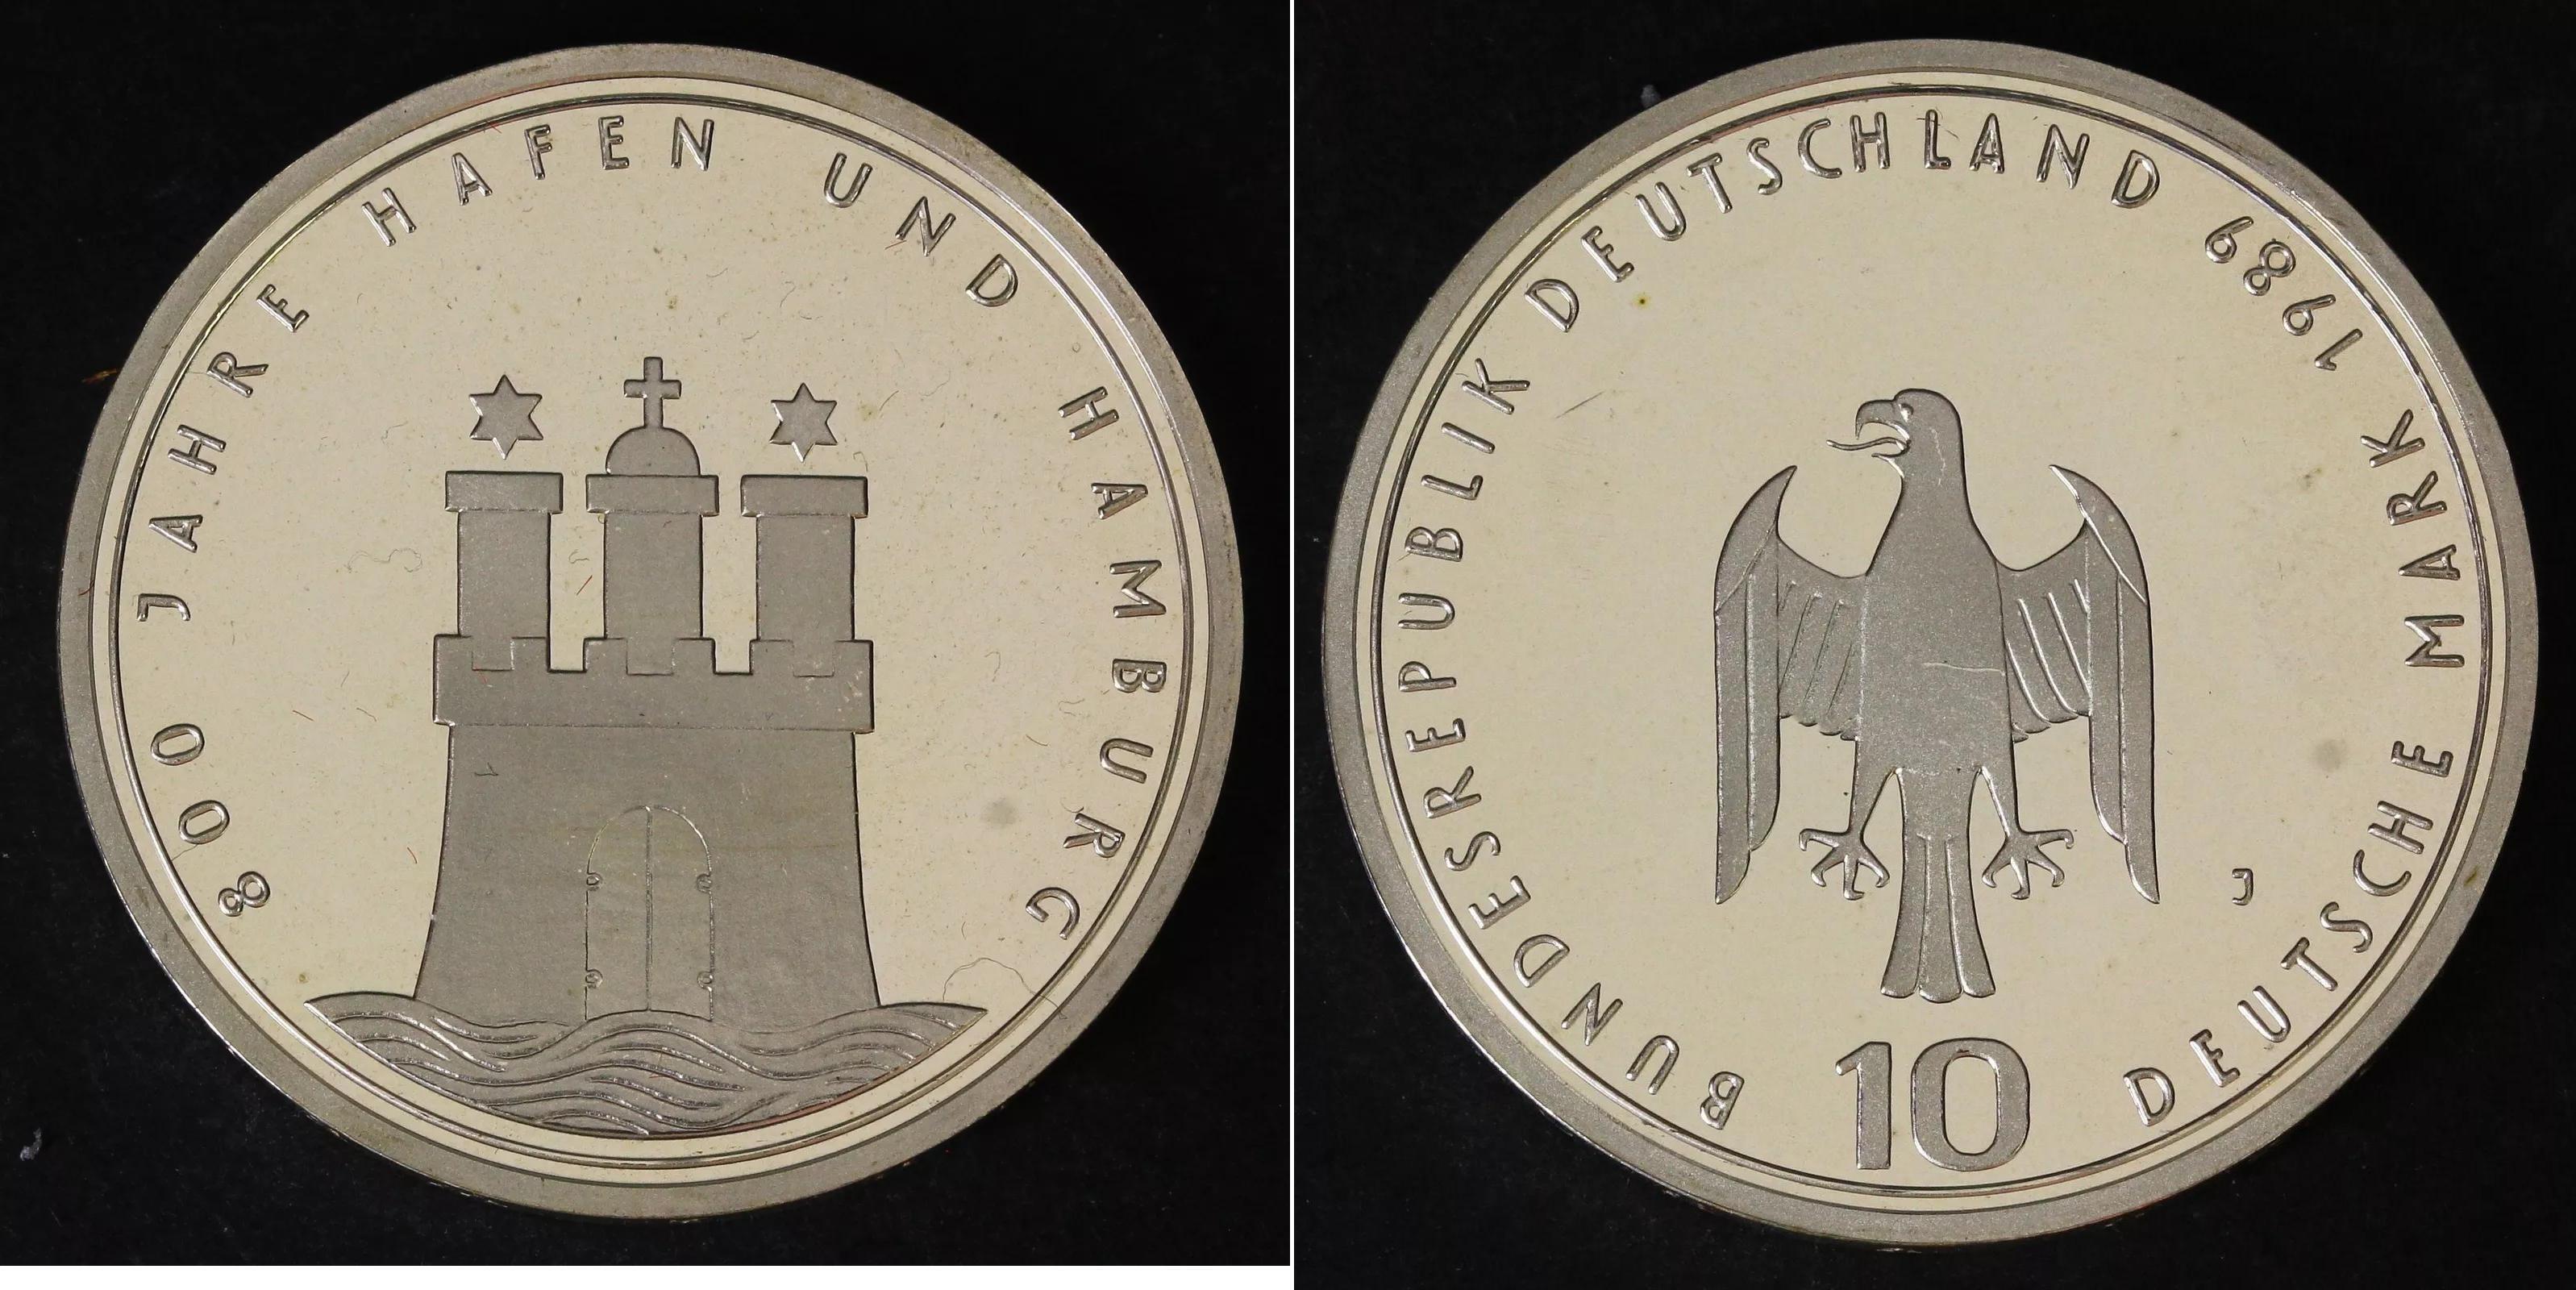 800 JAHRE HAFEN UND HAMBURG
BUNDESREPUBLIK DEUTSCHLAND 1989
DEUTSCHE MARK
J
10